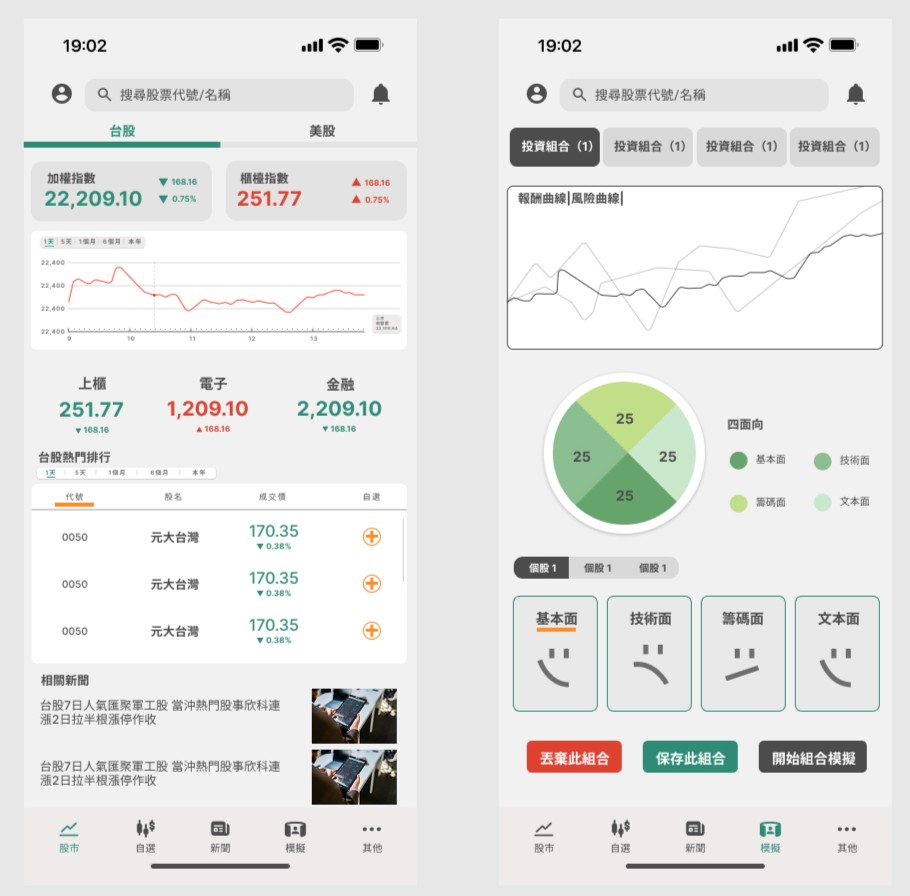 19:02
搜尋股票代號/名稱
台股 美股
加權指數
22,209.10
▼ 168.16
▼ 0.75%
櫃檯指數
251.77
▲ 168.16
▲ 0.75%
1天 5天 1個月 6個月 本年
22,400
22,400
22,400
22,400
9 10 11 12 13
上櫃 電子 金融
251.77 1,209.10 2,209.10
▼168.16 ▲168.16 ▼168.16
台股熱門排行
1天 5天 1個月 6個月 本年
代號 股名 成交價 自選
0050 元大台灣 170.35
▼ 0.38%
0050 元大台灣 170.35
▼ 0.38%
0050 元大台灣 170.35
▼ 0.38%
相關新聞
台股7日人氣匯聚軍工股 當沖熱門股事欣科連
漲2日拉半根漲停作收
台股7日人氣匯聚軍工股 當沖熱門股事欣科連
漲2日拉半根漲停作收
股市 自選 新聞 模擬 其他
19:02
搜尋股票代號/名稱
投資組合（1） 投資組合（1） 投資組合（1） 投資組合（1）
報酬曲線|風險曲線|
25
25 25
25
四面向
基本面 技術面
籌碼面 文本面
個股 1 個股 1 個股 1
基本面 技術面 籌碼面 文本面
丟棄此組合 保存此組合 開始組合模擬
股市 自選 新聞 模擬 其他